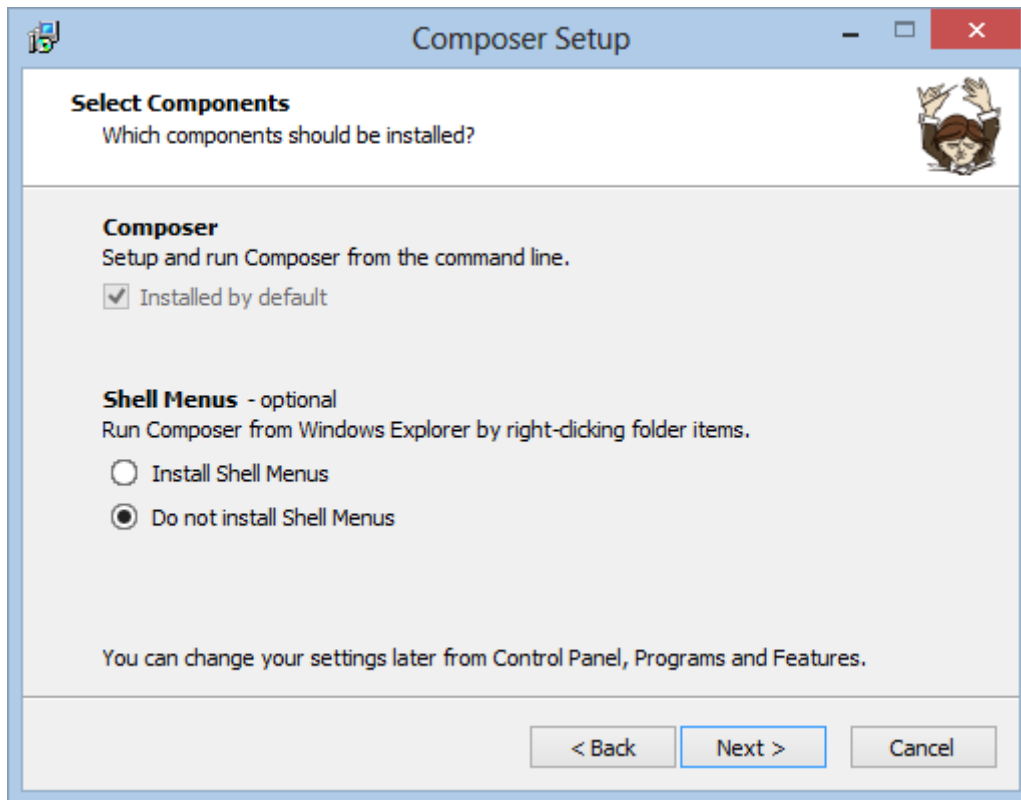 Composer Setup
Select Components
Which components should be installed?
Composer
Setup and run Composer from the command line.
Installed by default
Shell Menus - optional
Run Composer from Windows Explorer by right-clicking folder items.
Install Shell Menus
Do not install Shell Menus
You can change your settings later from Control Panel, Programs and Features.
< Back Next > Cancel